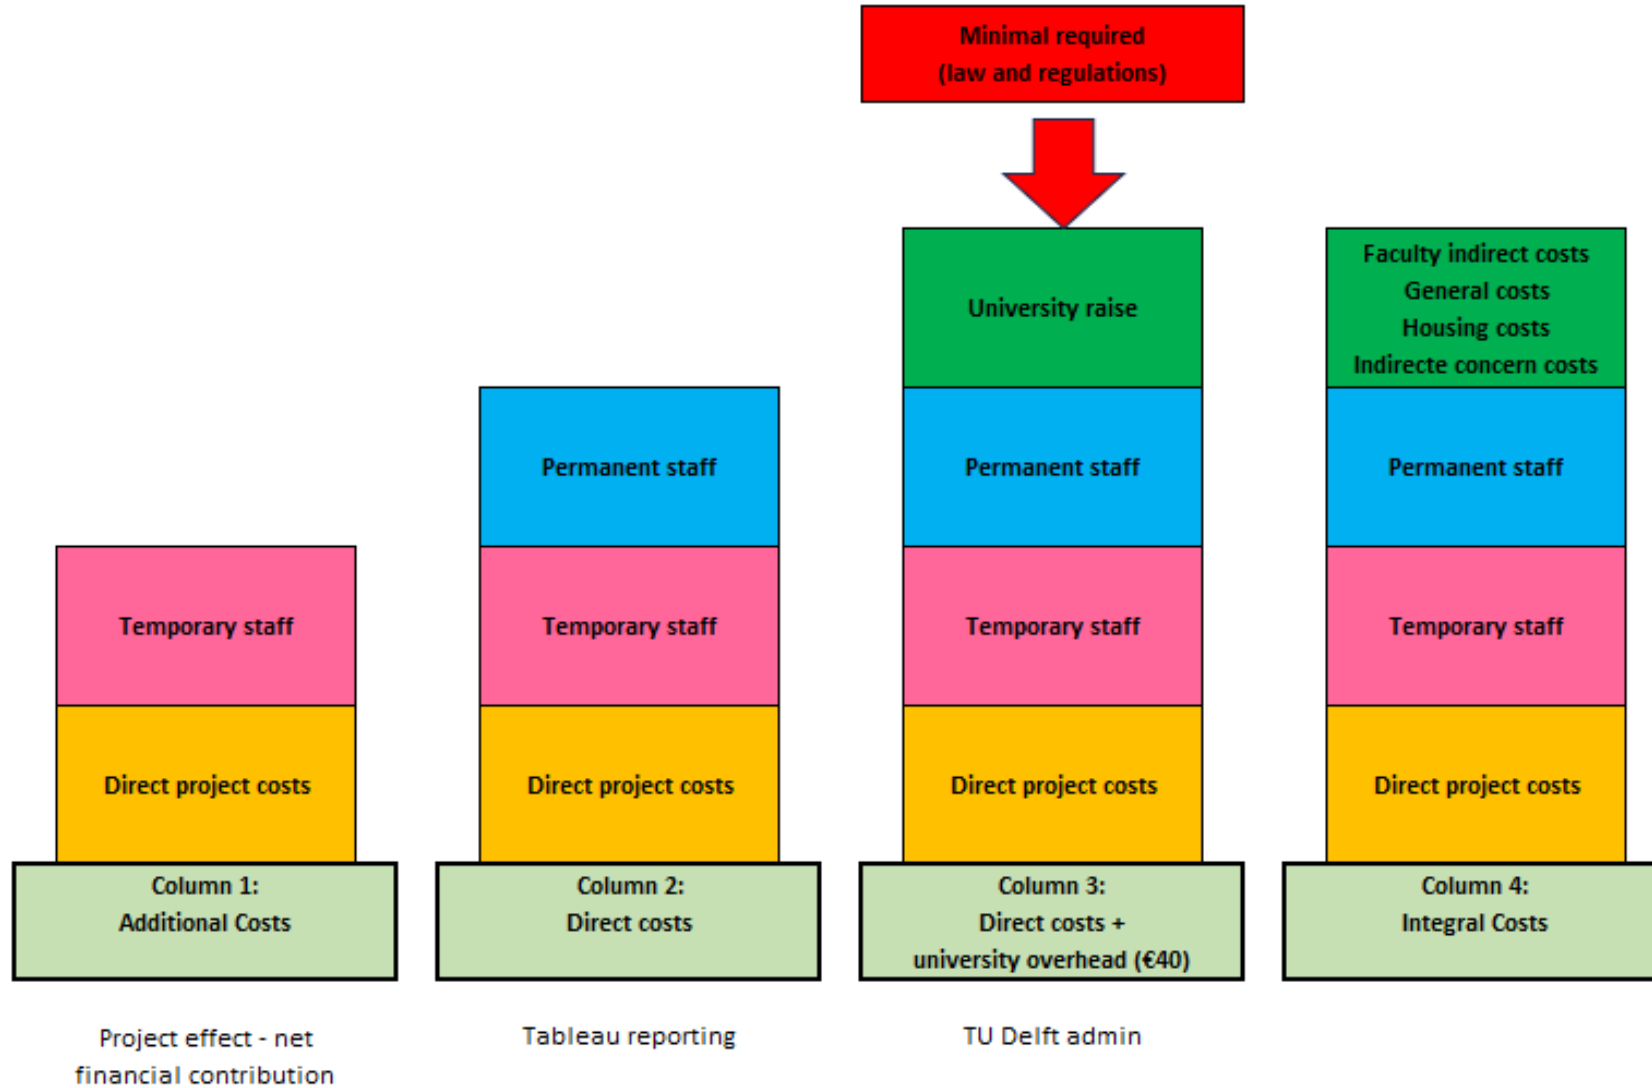 Minimal required
(law and regulations)
University raise
Faculty indirect costs
General costs
Housing costs
Indirecte concern costs
Permanent staff
Permanent staff
Permanent staff
Temporary staff
Temporary staff
Temporary staff
Temporary staff
Direct project costs
Direct project costs
Direct project costs
Direct project costs
Column 1:
Additional Costs
Column 2:
Direct costs
Column 3:
Direct costs +
university overhead (€40)
Column 4:
Integral Costs
Project effect - net
financial contribution
Tableau reporting
TU Delft admin